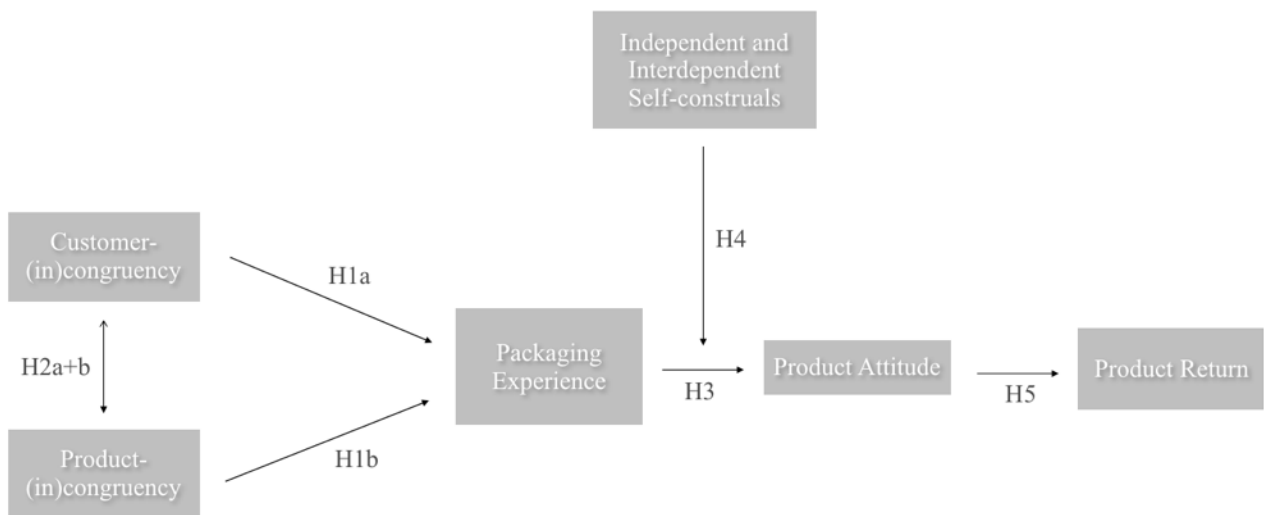 Independent and
Interdependent
Self-construals
H4
Customer-
(in)congruency
H1a
H2a+b
Packaging
Experience
H3
Product Attitude
H5
Product Return
H1b
Product-
(in)congruency